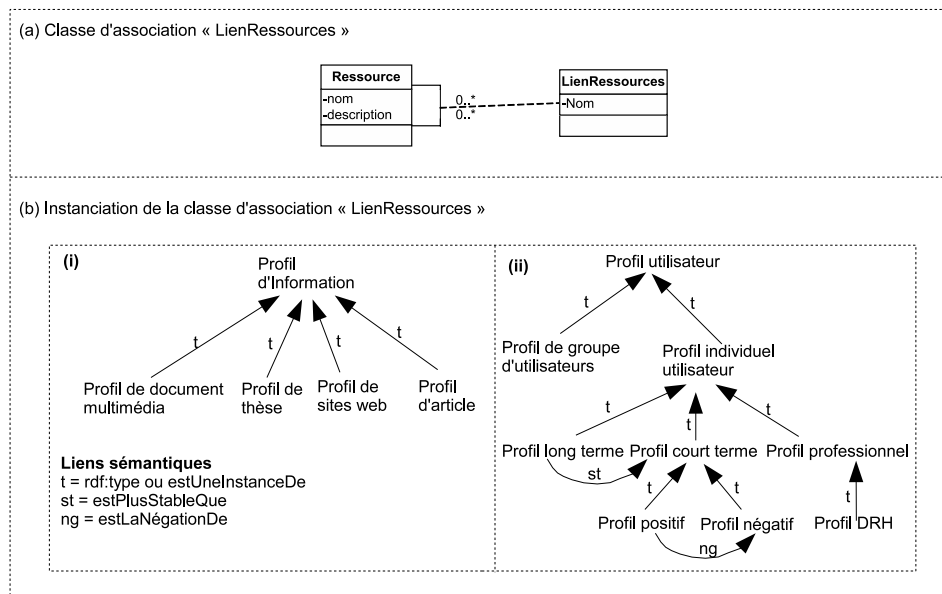 (a) Classe d'association « LienRessources »
Ressource
-nom
-description
0..*
0..*
LienRessources
-Nom
(b) Instanciation de la classe d'association « LienRessources »
(i)
Profil
d'Information
t
t
t
t
Profil de document
multimédia
Profil de
thèse
Profil de
sites web
Profil
d'article
Liens sémantiques
t = rdf:type ou estUneInstanceDe
st = estPlusStableQue
ng = estLaNégationDe
(ii)
Profil utilisateur
t
t
Profil de groupe
d'utilisateurs
Profil individuel
utilisateur
t
t
t
Profil long terme
Profil court terme
Profil professionnel
st
t
t
t
Profil positif
Profil négatif
Profil DRH
ng